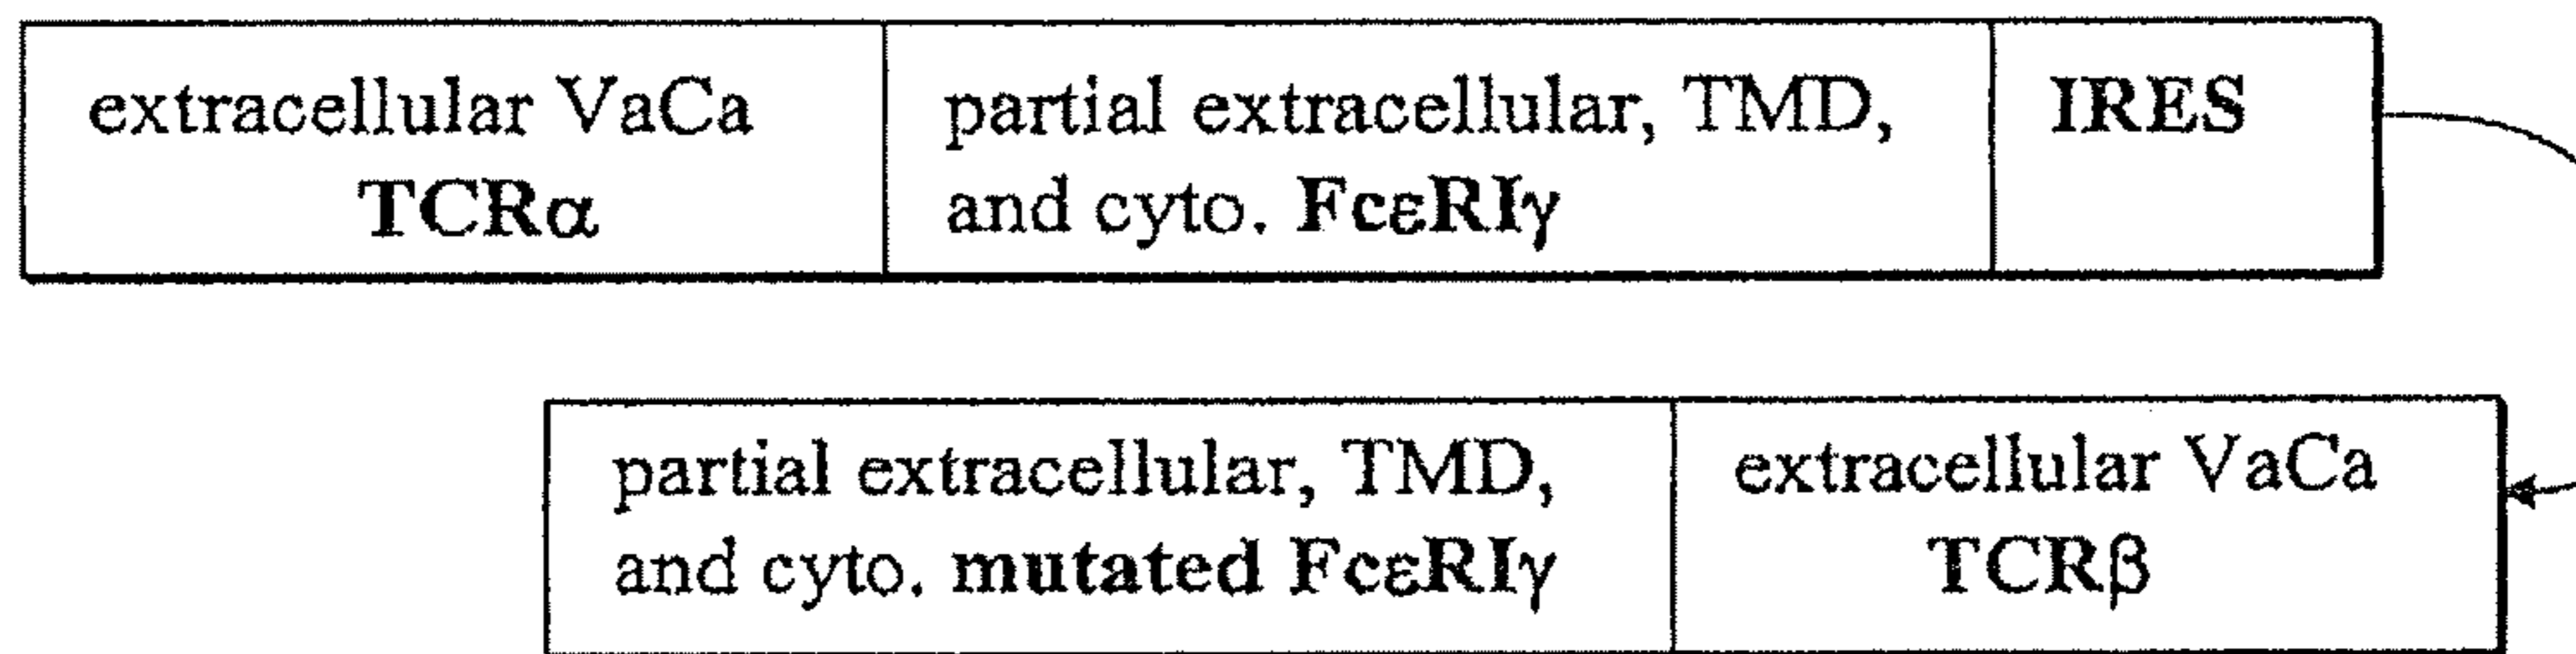 extracellular VaCa
TCRα
partial extracellular, TMD,
and cyto. FcεRIγ
IRES
partial extracellular, TMD,
and cyto. mutated FcεRIγ
extracellular VaCa
TCRβ